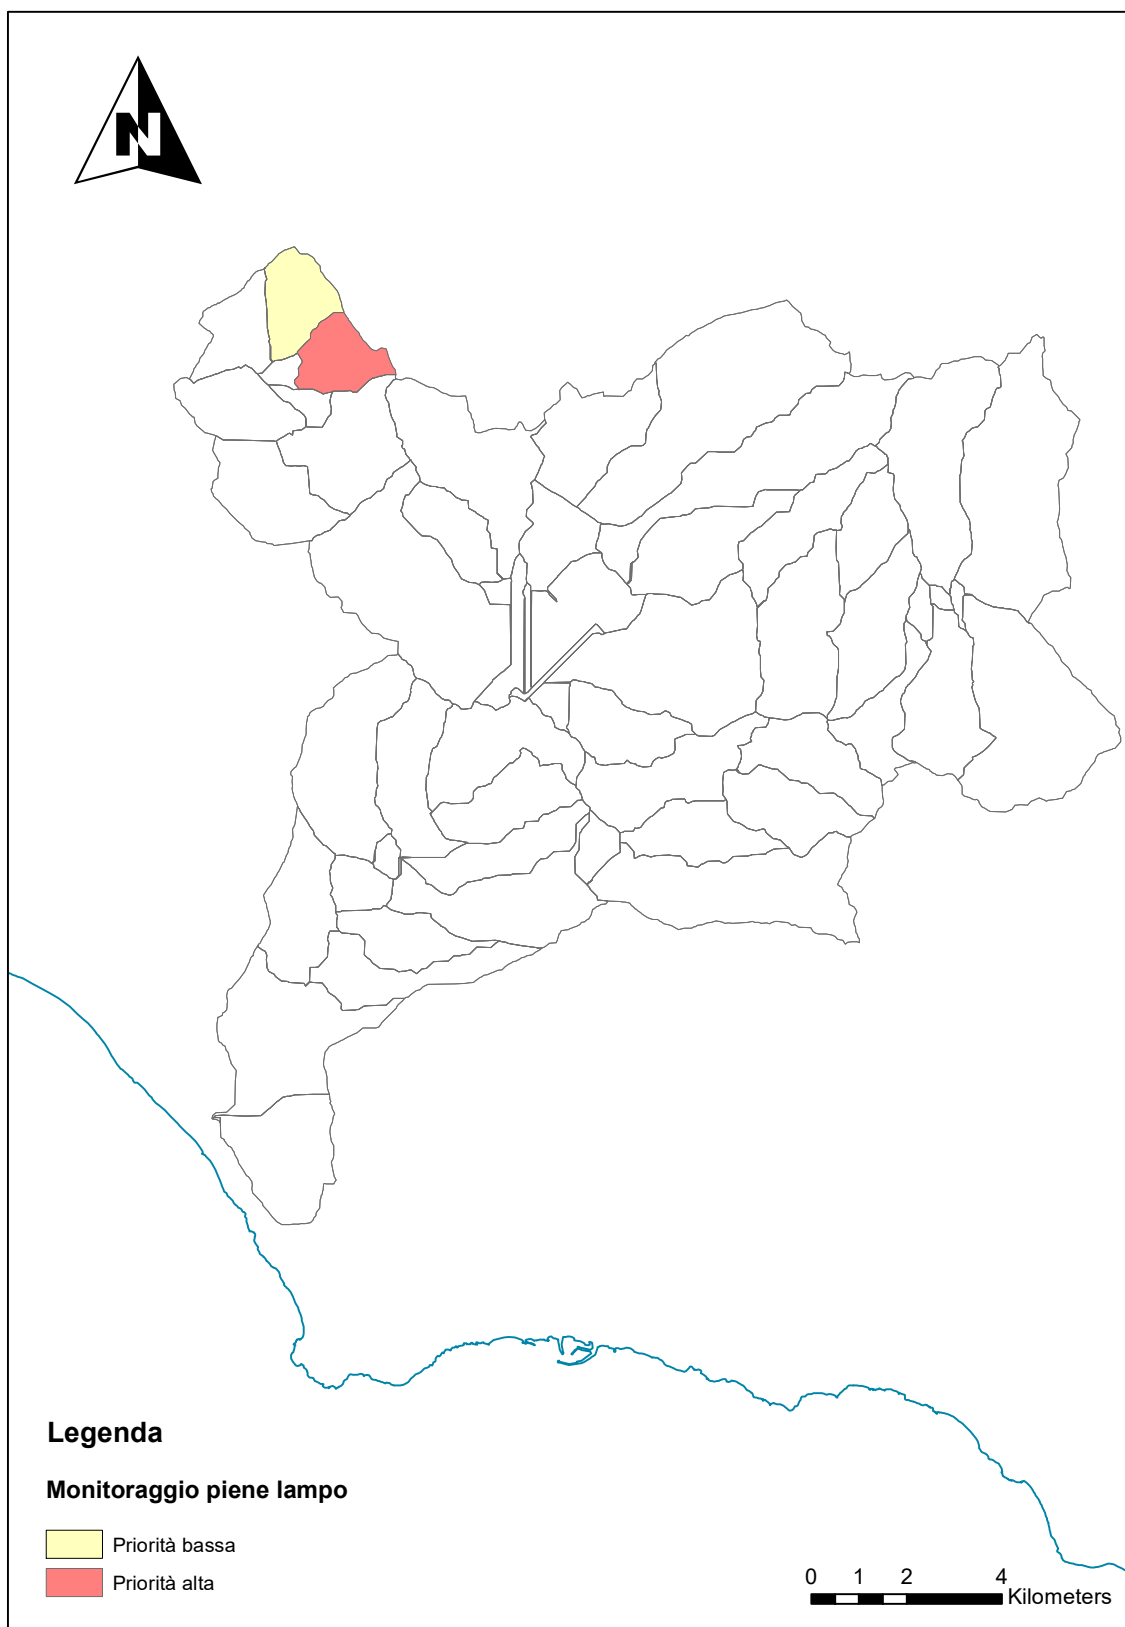 N
Legenda
Monitoraggio piene lampo
Priorità bassa
Priorità alta
0 1 2 4
Kilometers